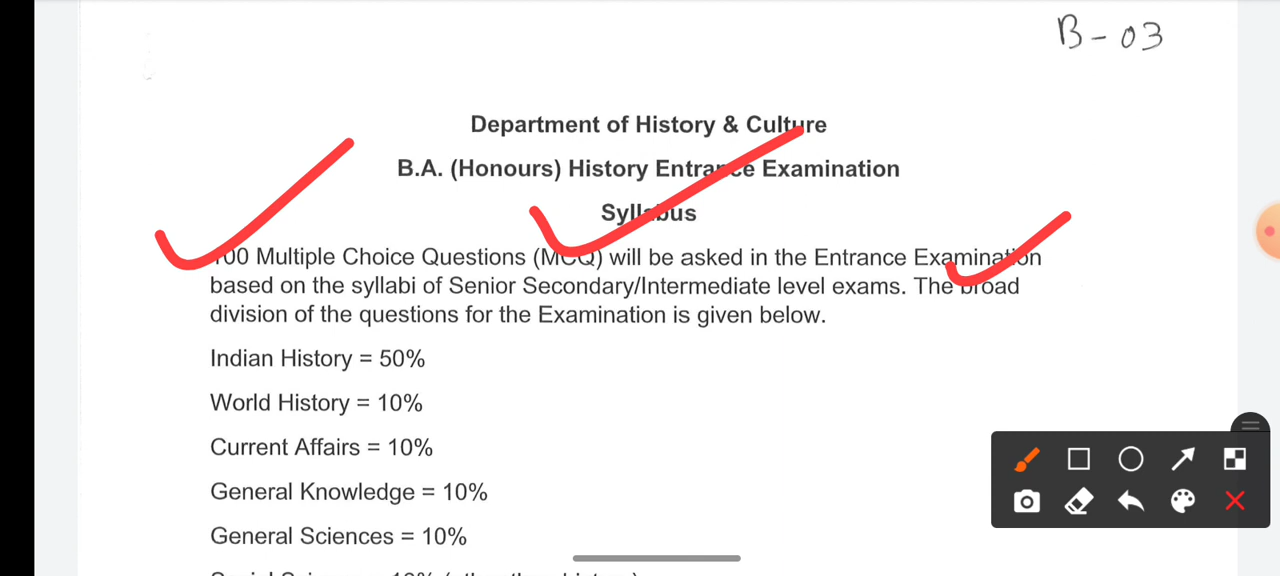 B-03
Department of History & Culture
B.A. (Honours) History Entrance Examination
Syllabus
100 Multiple Choice Questions (MCQ) will be asked in the Entrance Examination
based on the syllabi of Senior Secondary/Intermediate level exams. The broad
division of the questions for the Examination is given below.
Indian History = 50%
World History = 10%
Current Affairs = 10%
General Knowledge = 10%
General Sciences = 10%